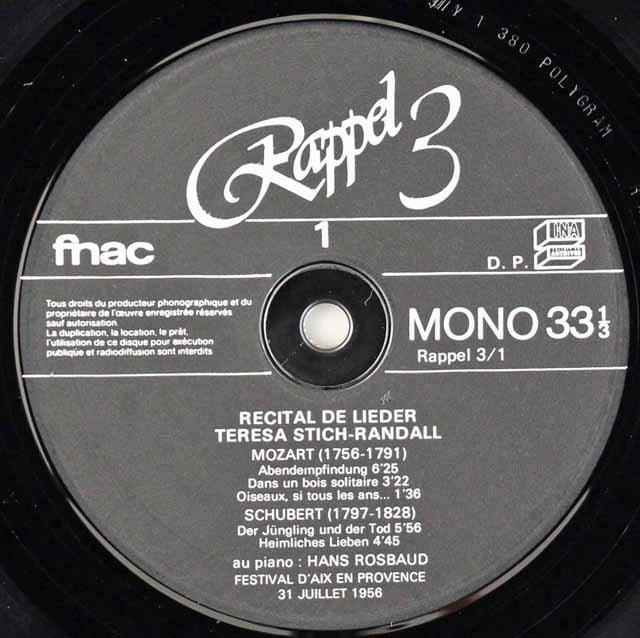 MLY 1 380 POLYGRAM
Rappel 3
fnac
1
D. P.
INA
MONO 33 1/3
Rappel 3/1
Tous droits du producteur phonographique et du
propriétaire de l'œuvre enregistrée réservés
sauf autorisation.
La duplication, la location, le prêt,
l'utilisation de ce disque pour exécution
publique et radiodiffusion sont interdits
RECITAL DE LIEDER
TERESA STICH-RANDALL
MOZART (1756-1791)
Abendempfindung 6'25
Dans un bois solitaire 3'22
Oiseaux, si tous les ans... 1'36
SCHUBERT (1797-1828)
Der Jüngling und der Tod 5'56
Heimliches Lieben 4'45
au piano : HANS ROSBAUD
FESTIVAL D'AIX EN PROVENCE
31 JUILLET 1956